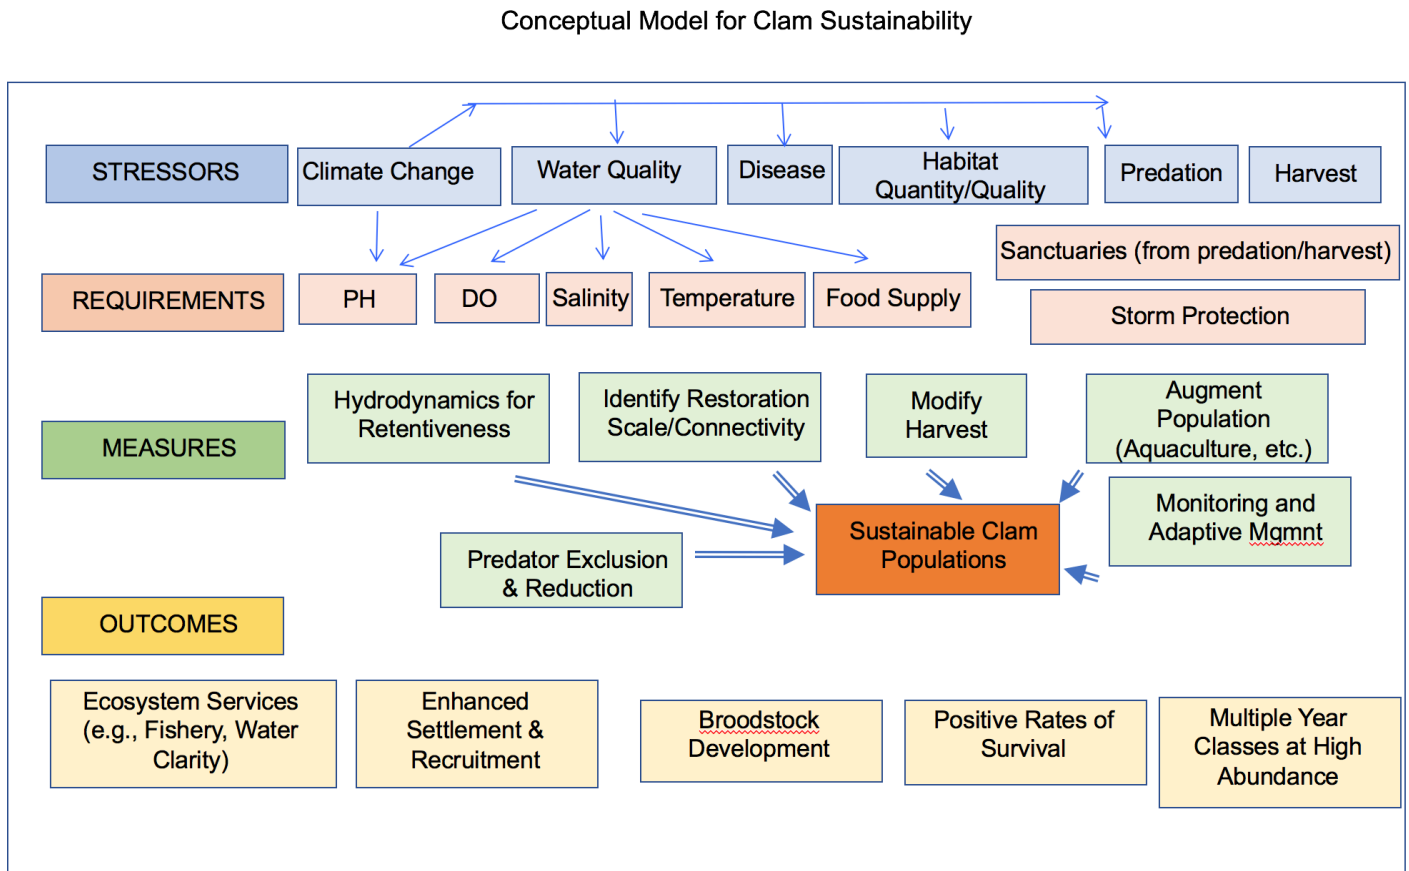 Conceptual Model for Clam Sustainability
STRESSORS
Climate Change
Water Quality
Disease
Habitat
Quantity/Quality
Predation
Harvest
Sanctuaries (from predation/harvest)
REQUIREMENTS
PH
DO
Salinity
Temperature
Food Supply
Storm Protection
MEASURES
Hydrodynamics for
Retentiveness
Identify Restoration
Scale/Connectivity
Modify
Harvest
Augment
Population
(Aquaculture, etc.)
Monitoring and
Adaptive Mgmnt
Sustainable Clam
Populations
Predator Exclusion
& Reduction
OUTCOMES
Ecosystem Services
(e.g., Fishery, Water
Clarity)
Enhanced
Settlement &
Recruitment
Broodstock
Development
Positive Rates of
Survival
Multiple Year
Classes at High
Abundance